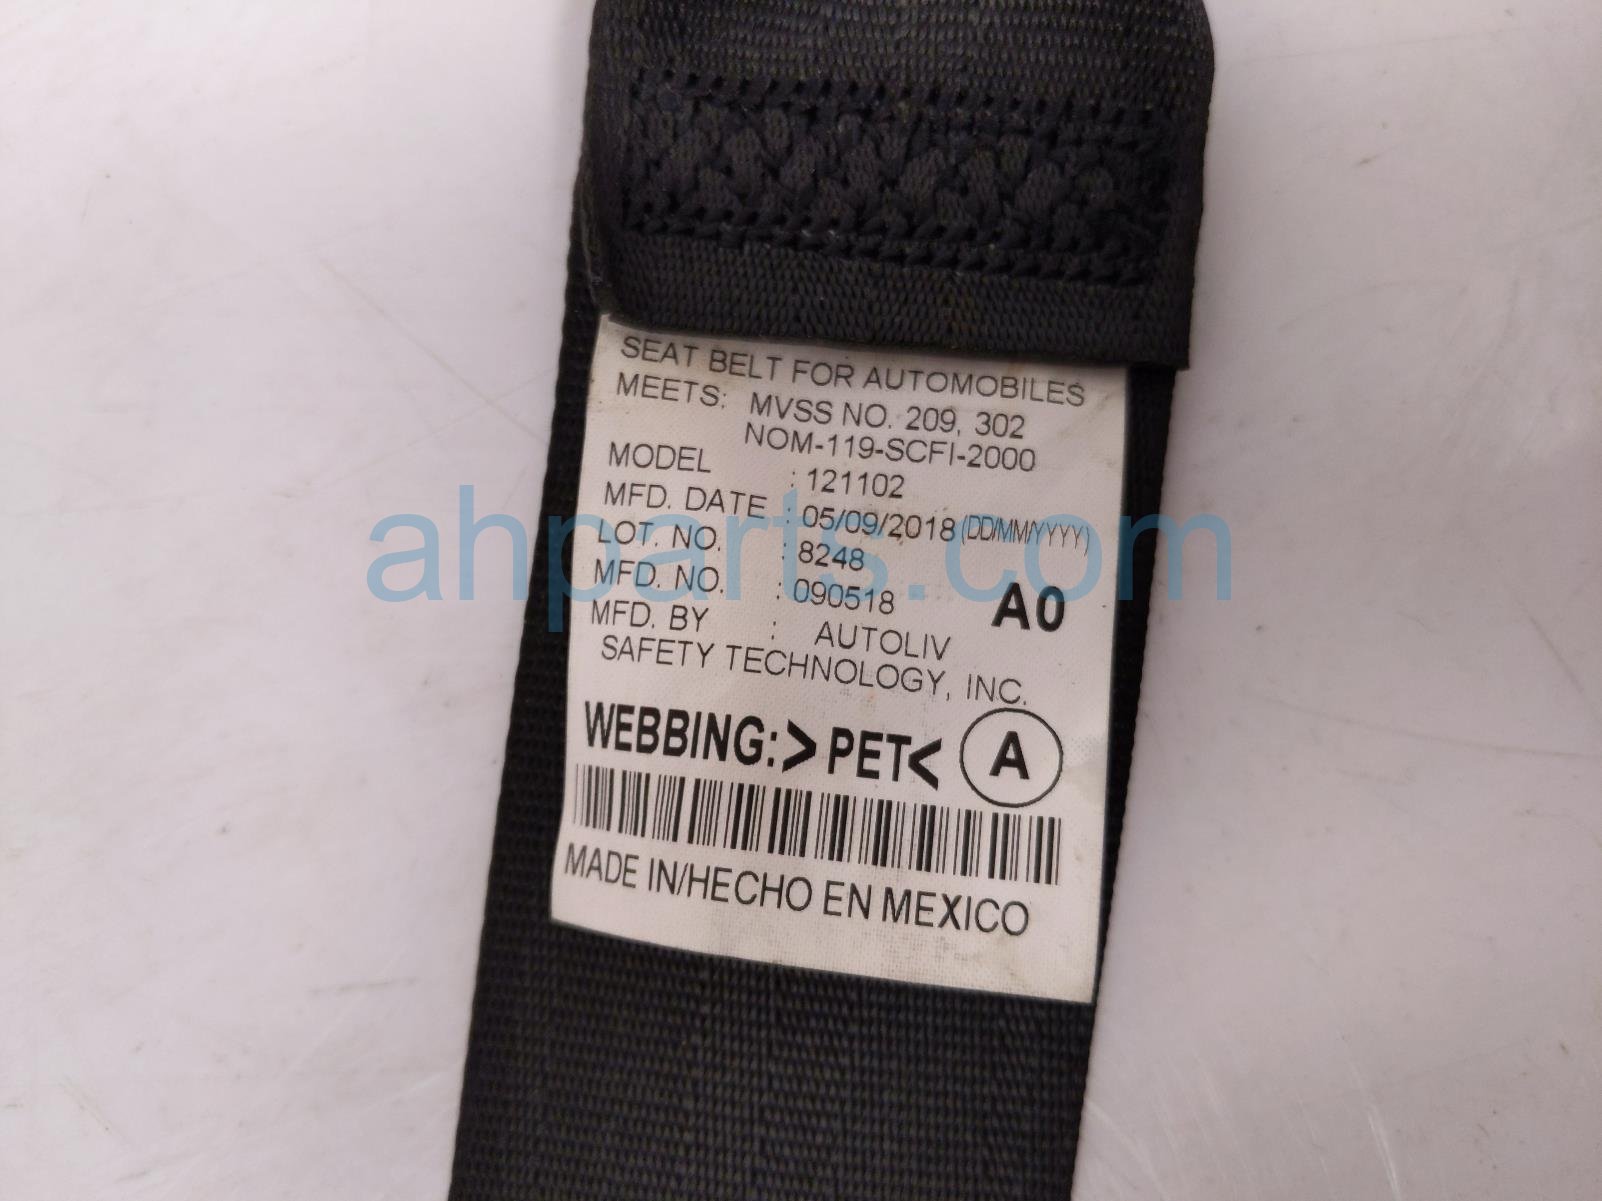 SEAT BELT FOR AUTOMOBILES
MEETS: MVSS NO. 209, 302
NOM-119-SCFI-2000
MODEL : 121102
MFD. DATE : 05/09/2018 (DD/MM/YYYY)
LOT. NO. : 8248
MFD. NO. : 090518
A0
MFD. BY : AUTOLIV
SAFETY TECHNOLOGY, INC.
WEBBING:>PET< A
MADE IN/HECHO EN MEXICO
ahparts.com